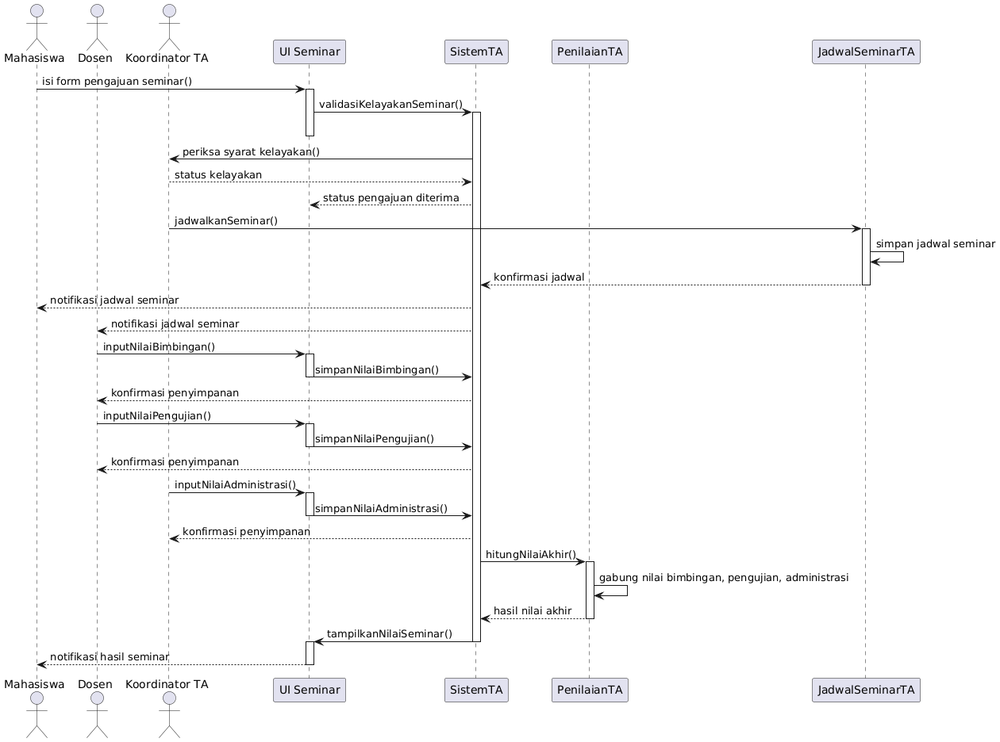 Mahasiswa
Dosen
Koordinator TA
UI Seminar
SistemTA
PenilaianTA
JadwalSeminarTA
isi form pengajuan seminar()
validasiKelayakanSeminar()
periksa syarat kelayakan()
status kelayakan
status pengajuan diterima
jadwalkanSeminar()
simpan jadwal seminar
konfirmasi jadwal
notifikasi jadwal seminar
notifikasi jadwal seminar
inputNilaiBimbingan()
simpanNilaiBimbingan()
konfirmasi penyimpanan
inputNilaiPengujian()
simpanNilaiPengujian()
konfirmasi penyimpanan
inputNilaiAdministrasi()
simpanNilaiAdministrasi()
konfirmasi penyimpanan
hitungNilaiAkhir()
gabung nilai bimbingan, pengujian, administrasi
hasil nilai akhir
tampilkanNilaiSeminar()
notifikasi hasil seminar
Mahasiswa
Dosen
Koordinator TA
UI Seminar
SistemTA
PenilaianTA
JadwalSeminarTA